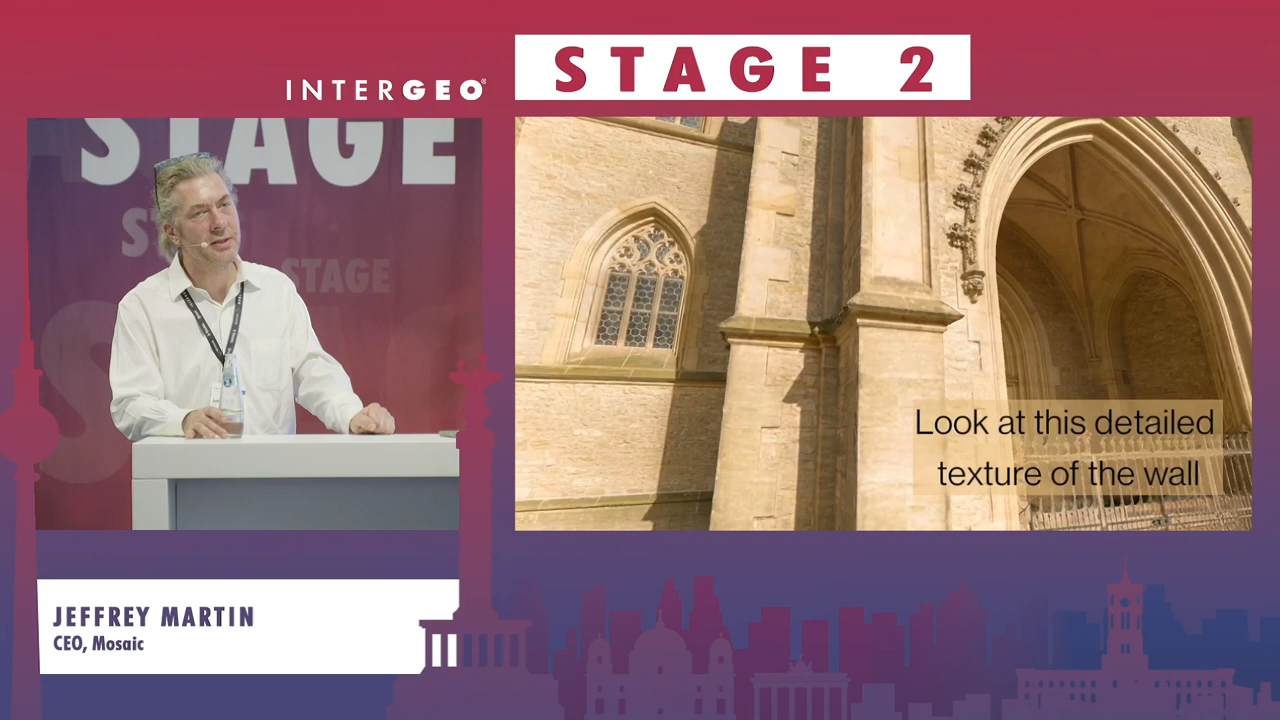 INTERGEO®
STAGE 2
STAGE
STAGE
JEFFREY MARTIN
CEO, Mosaic
Look at this detailed
texture of the wall